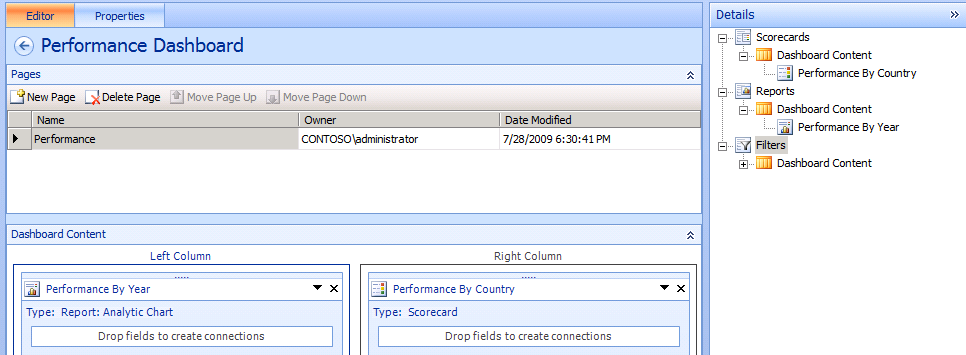 Editor Properties
Performance Dashboard
Pages
New Page Delete Page Move Page Up Move Page Down
Name Owner Date Modified
Performance CONTOSO\administrator 7/28/2009 6:30:41 PM
Dashboard Content
Left Column Right Column
Performance By Year
Type: Report: Analytic Chart
Drop fields to create connections
Performance By Country
Type: Scorecard
Drop fields to create connections
Details
Scorecards
Dashboard Content
Performance By Country
Reports
Dashboard Content
Performance By Year
Filters
Dashboard Content